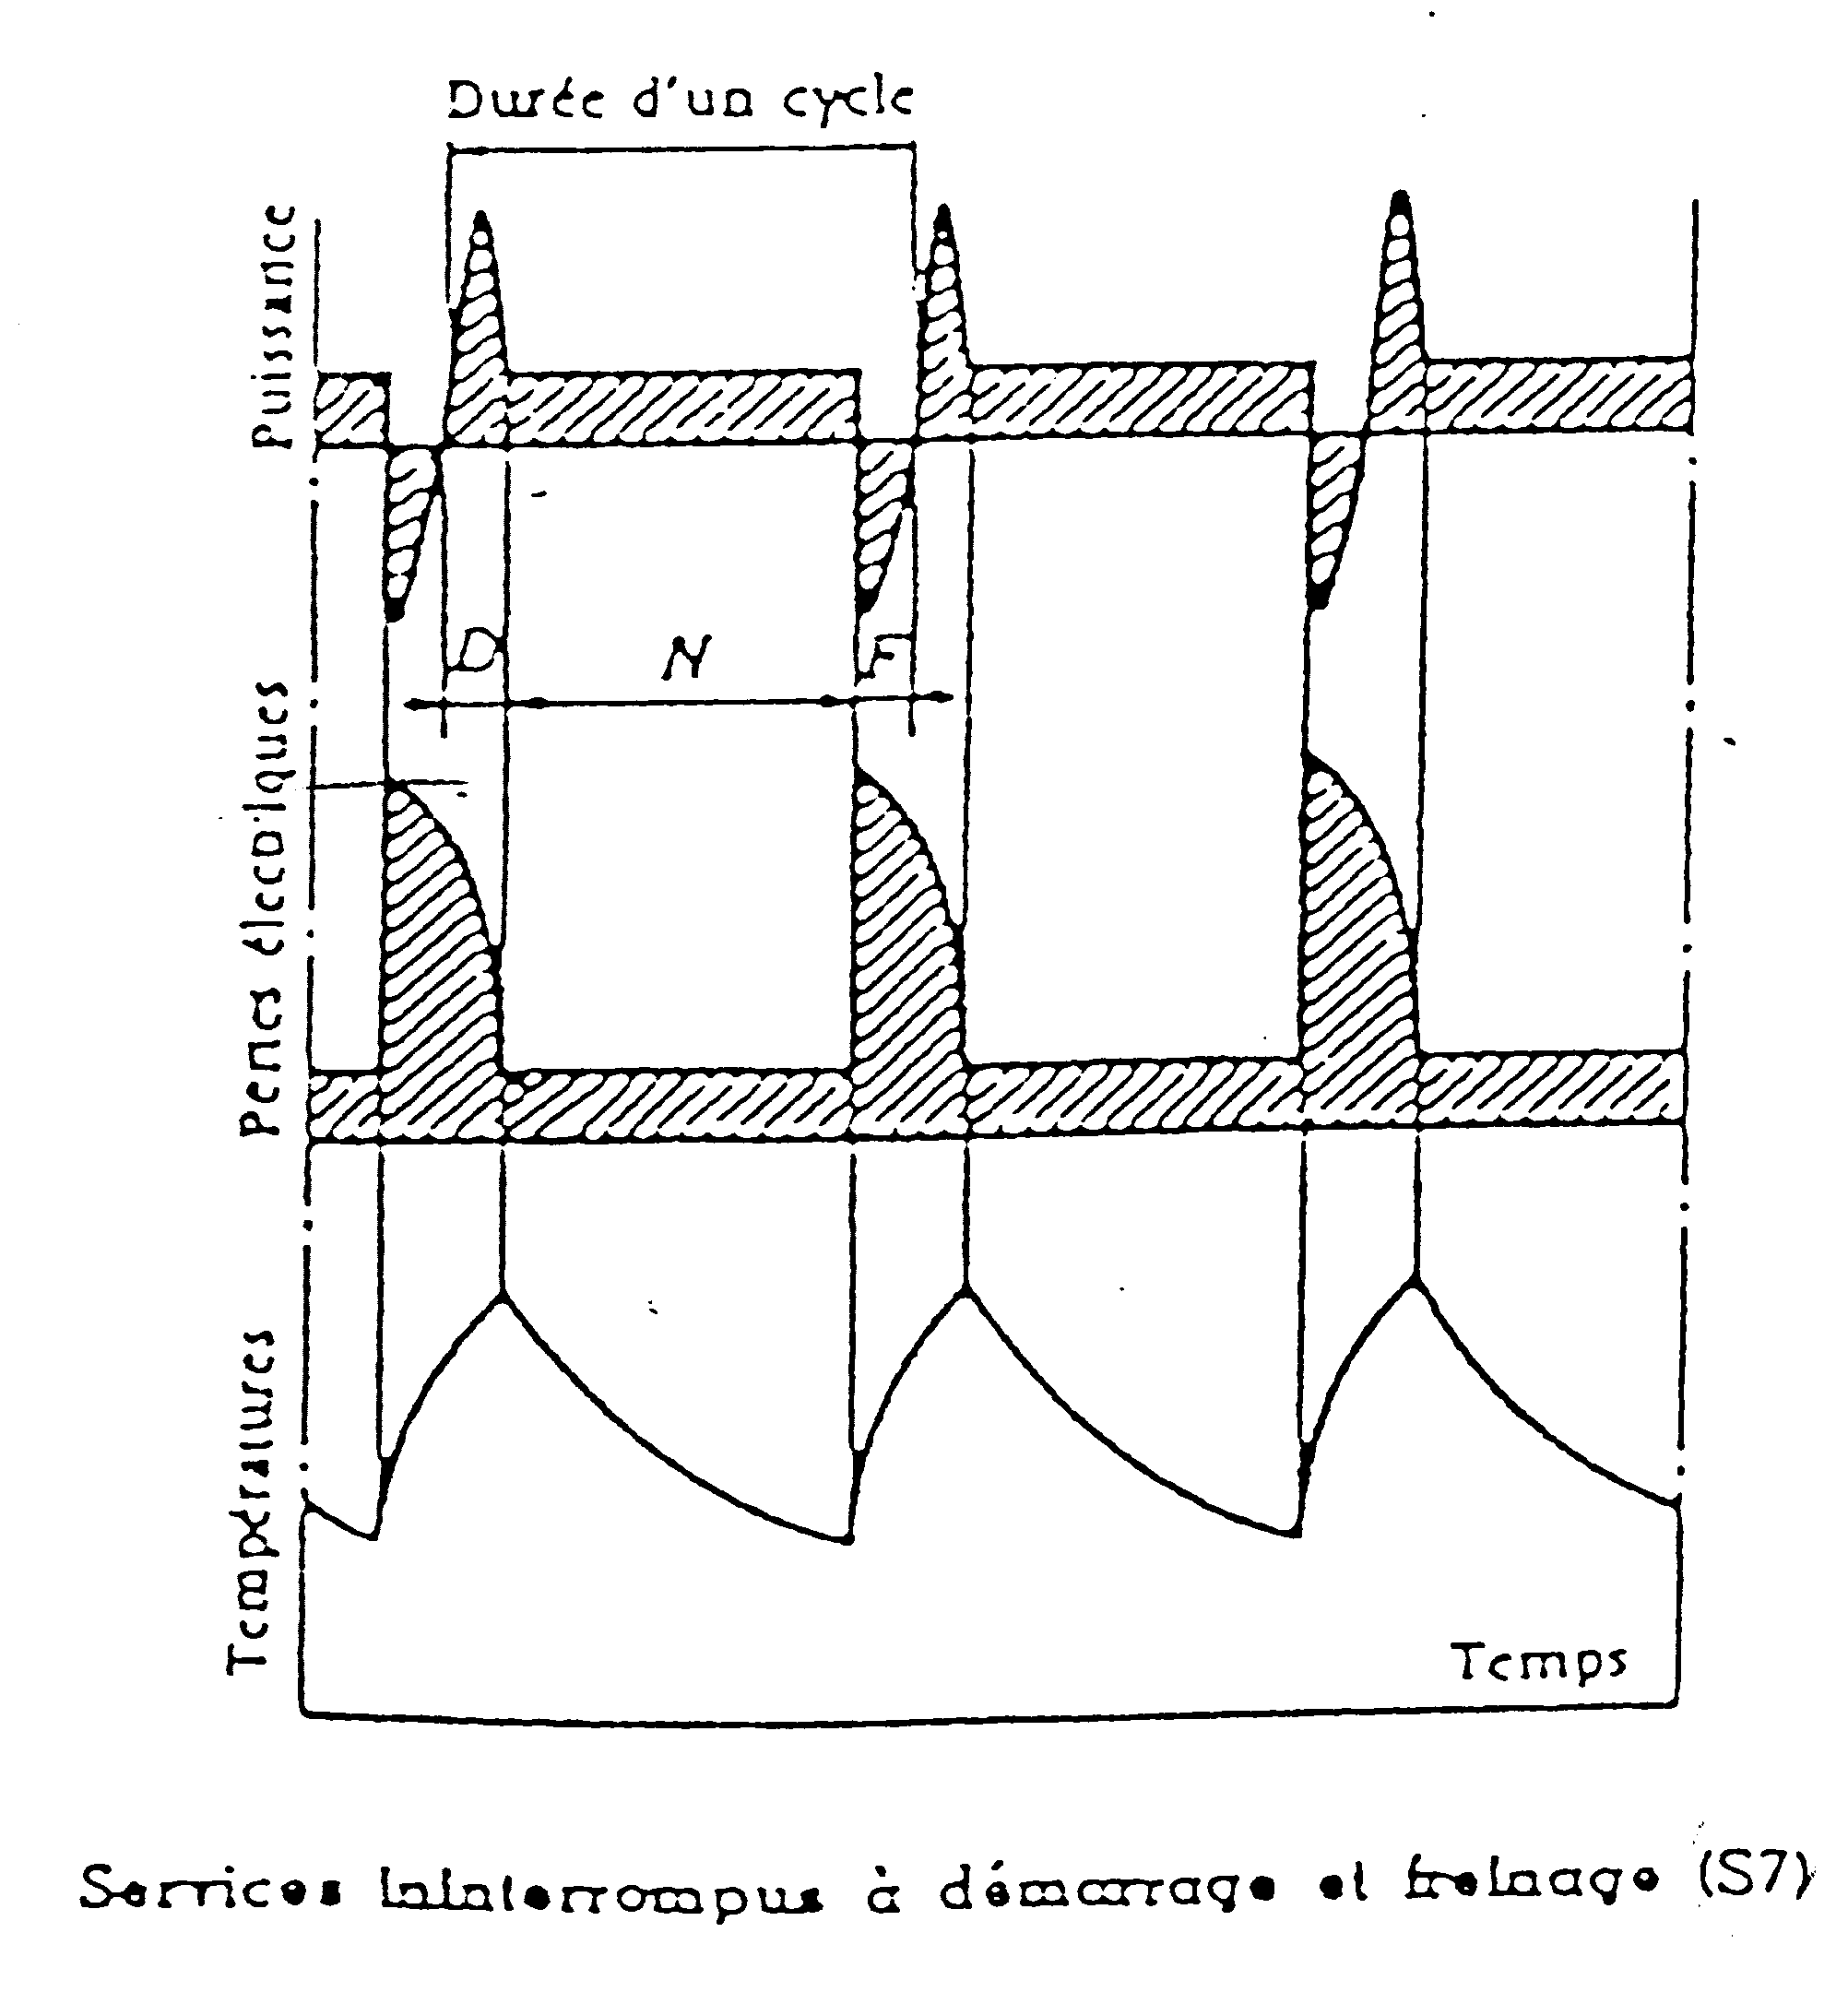 Durée d'un cycle
Puissance
D N F
Pertes électriques
Températures
Temps
Services ininterrompus à démarrage et freinage (S7)